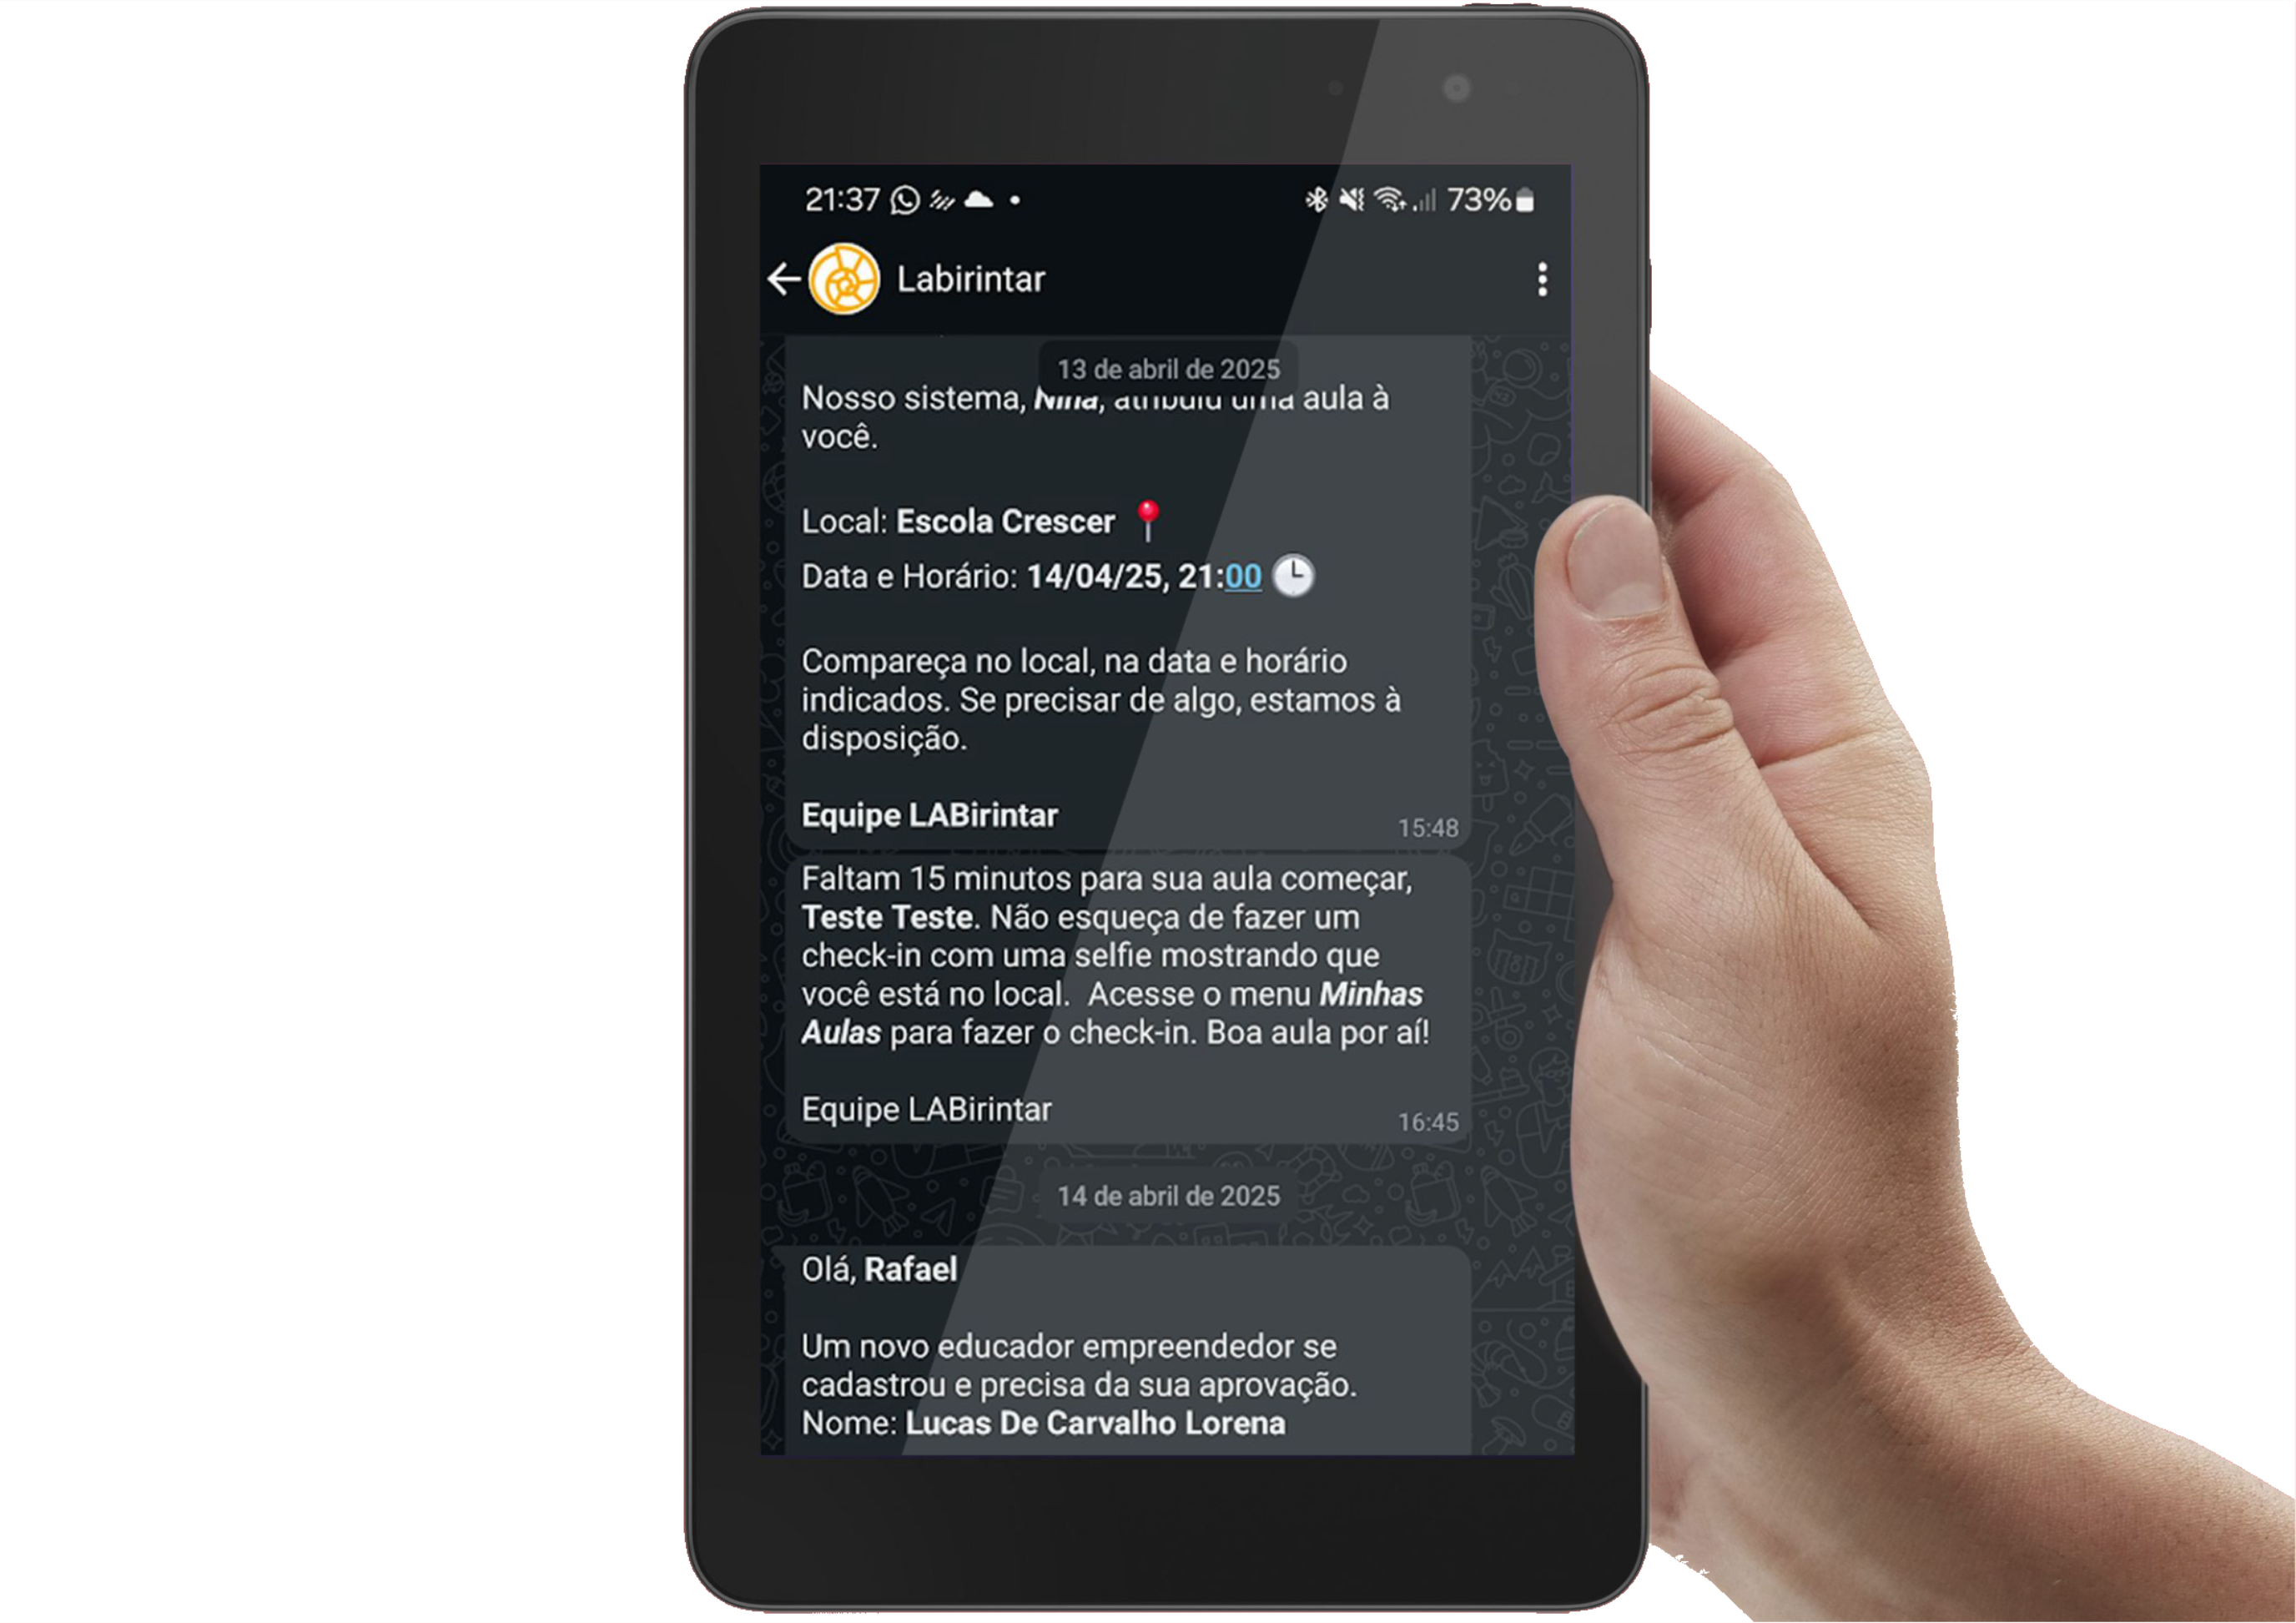 21:37
73%
Labirintar
13 de abril de 2025
Nosso sistema, Nina, atribuiu uma aula à
você.
Local: Escola Crescer
Data e Horário: 14/04/25, 21:00
Compareça no local, na data e horário
indicados. Se precisar de algo, estamos à
disposição.
Equipe LABirintar
15:48
Faltam 15 minutos para sua aula começar,
Teste Teste. Não esqueça de fazer um
check-in com uma selfie mostrando que
você está no local. Acesse o menu Minhas
Aulas para fazer o check-in. Boa aula por aí!
Equipe LABirintar
16:45
14 de abril de 2025
Olá, Rafael
Um novo educador empreendedor se
cadastrou e precisa da sua aprovação.
Nome: Lucas De Carvalho Lorena